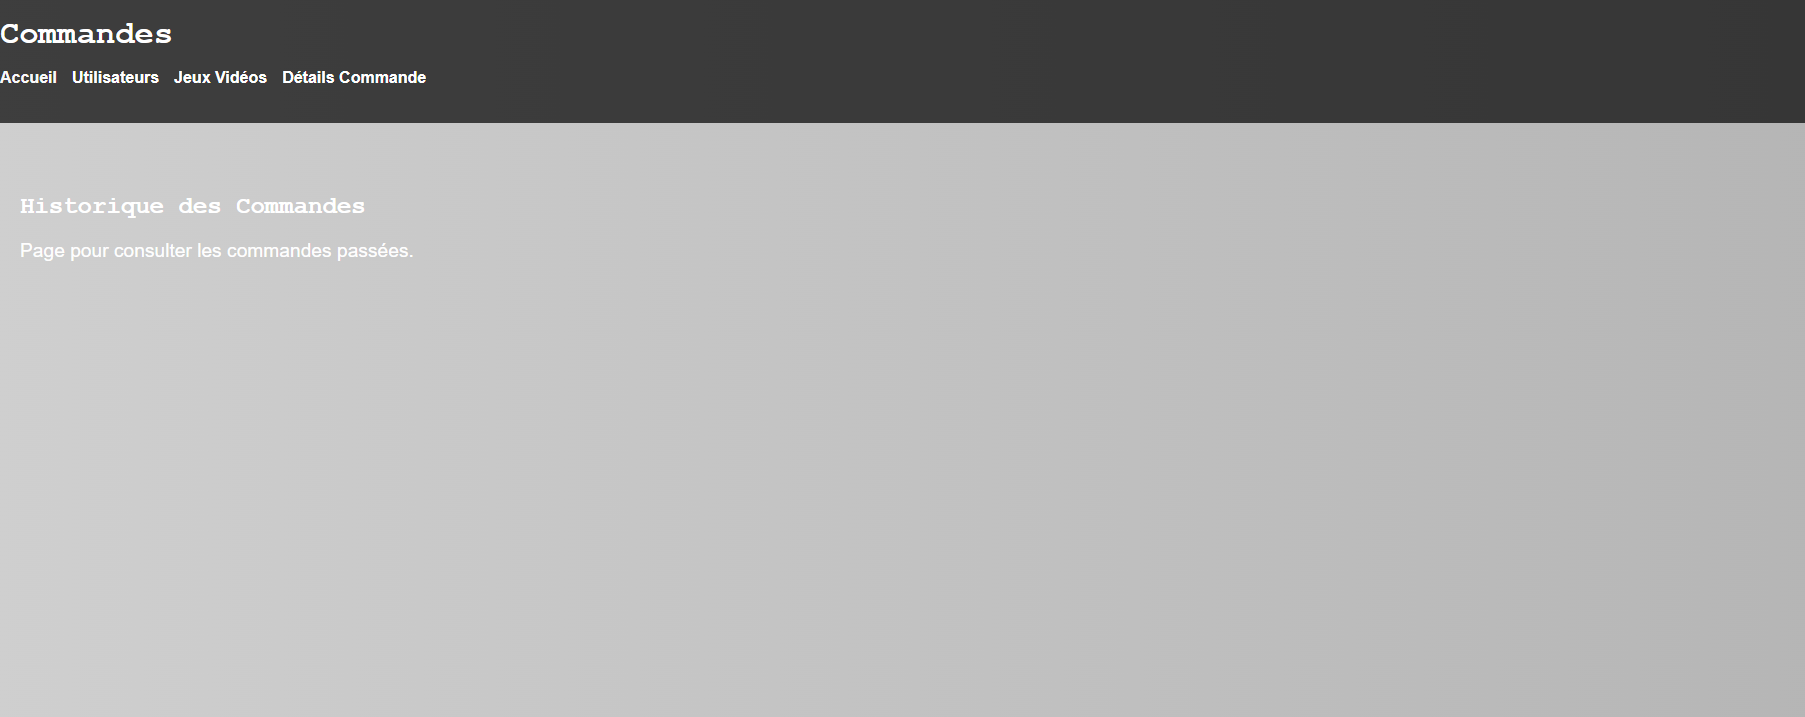 Commandes
Accueil Utilisateurs Jeux Vidéos Détails Commande
Historique des Commandes
Page pour consulter les commandes passées.